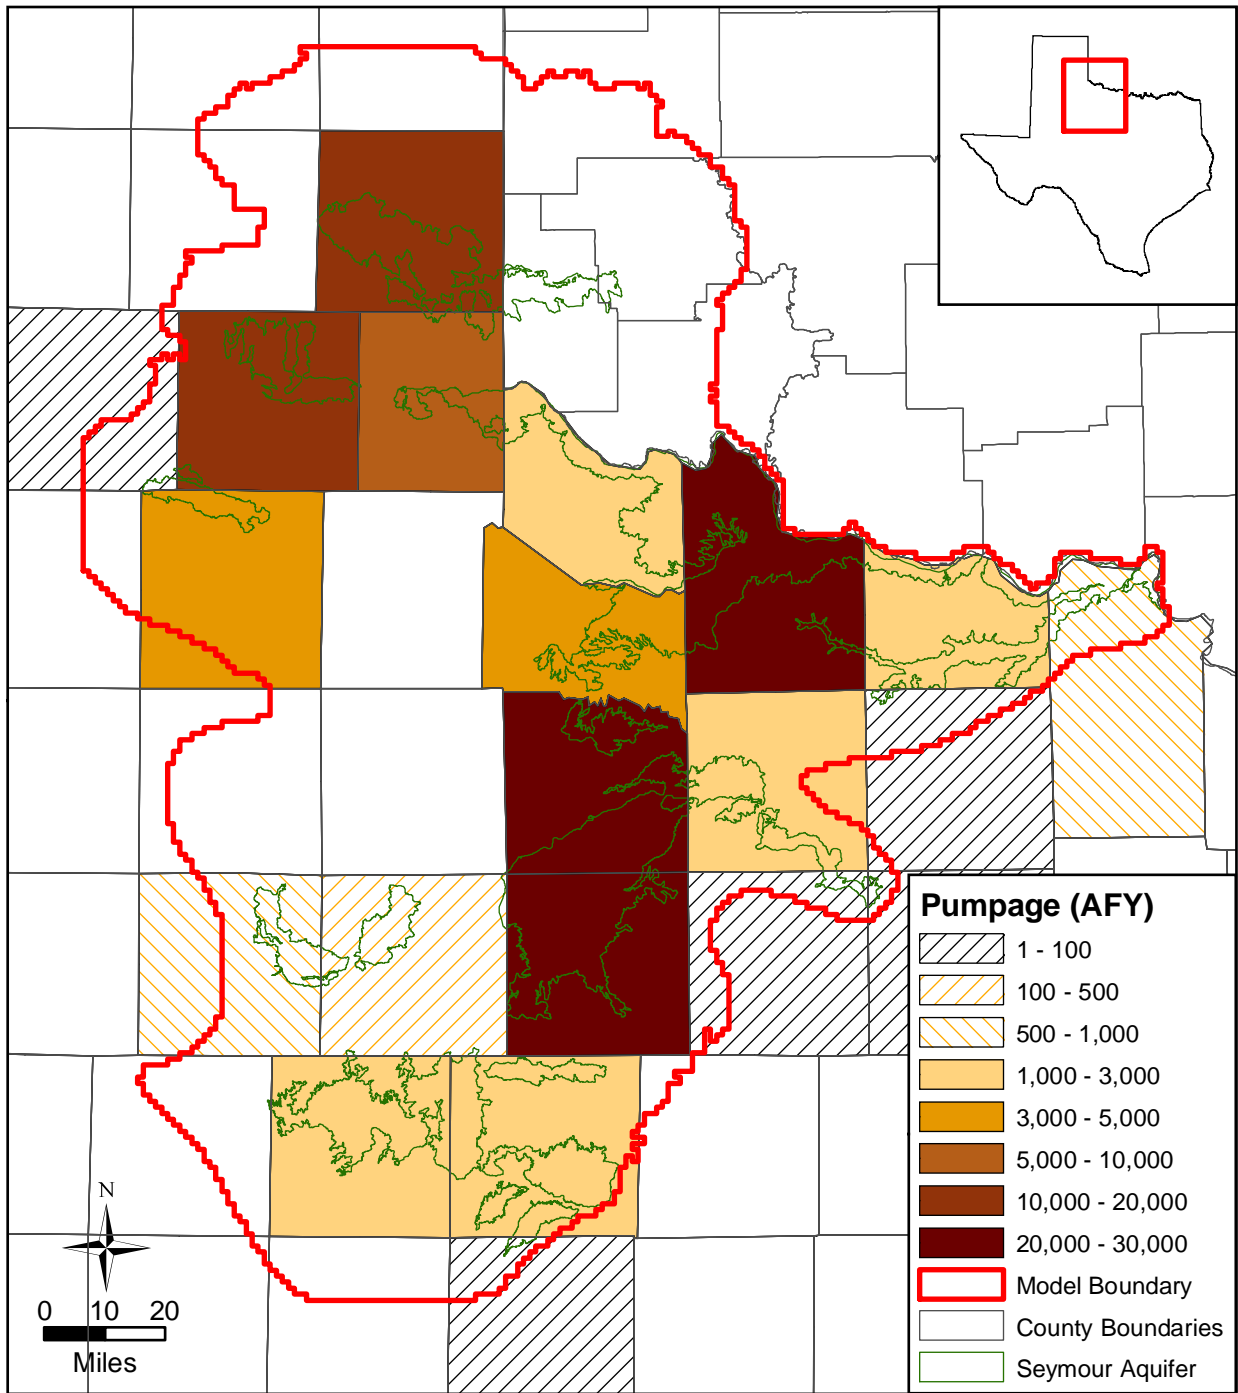 Pumpage (AFY)
1 - 100
100 - 500
500 - 1,000
1,000 - 3,000
3,000 - 5,000
5,000 - 10,000
10,000 - 20,000
20,000 - 30,000
Model Boundary
County Boundaries
Seymour Aquifer
N
0 10 20
Miles